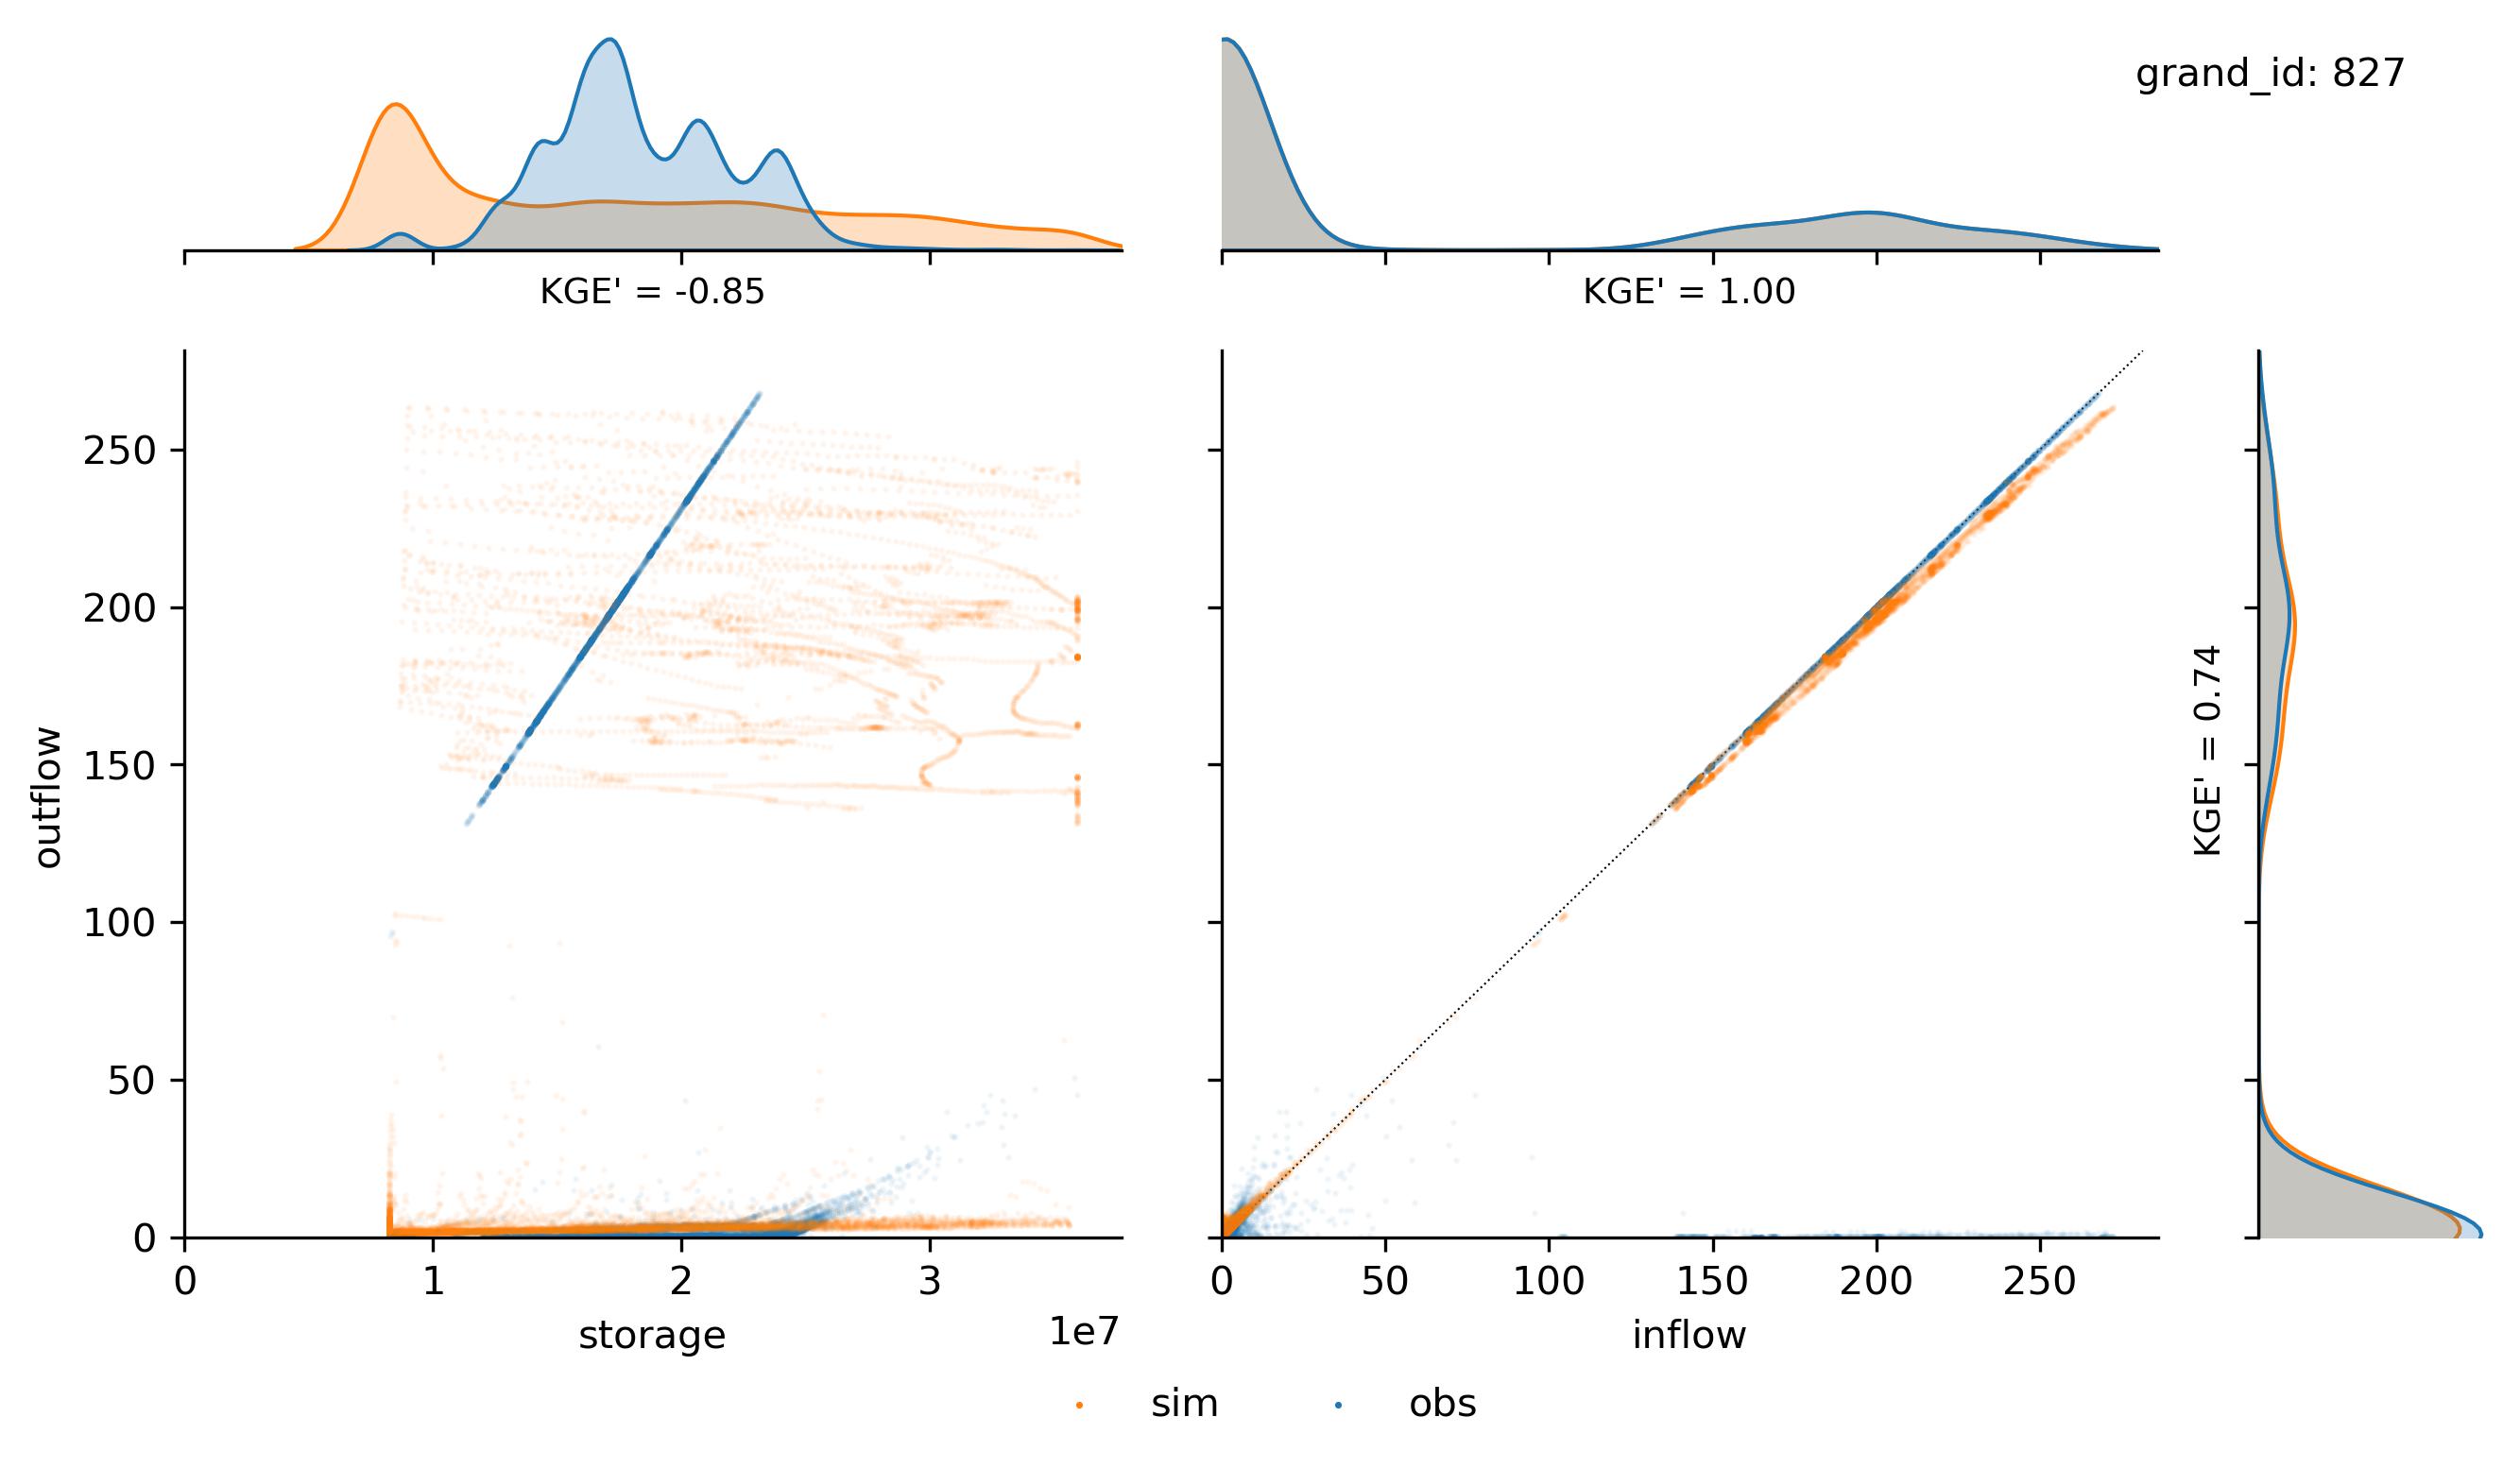 grand_id: 827
KGE' = -0.85
KGE' = 1.00
outflow
250
200
150
100
50
0
KGE' = 0.74
0
1
2
3
0
50
100
150
200
250
storage
1e7
inflow
sim
obs